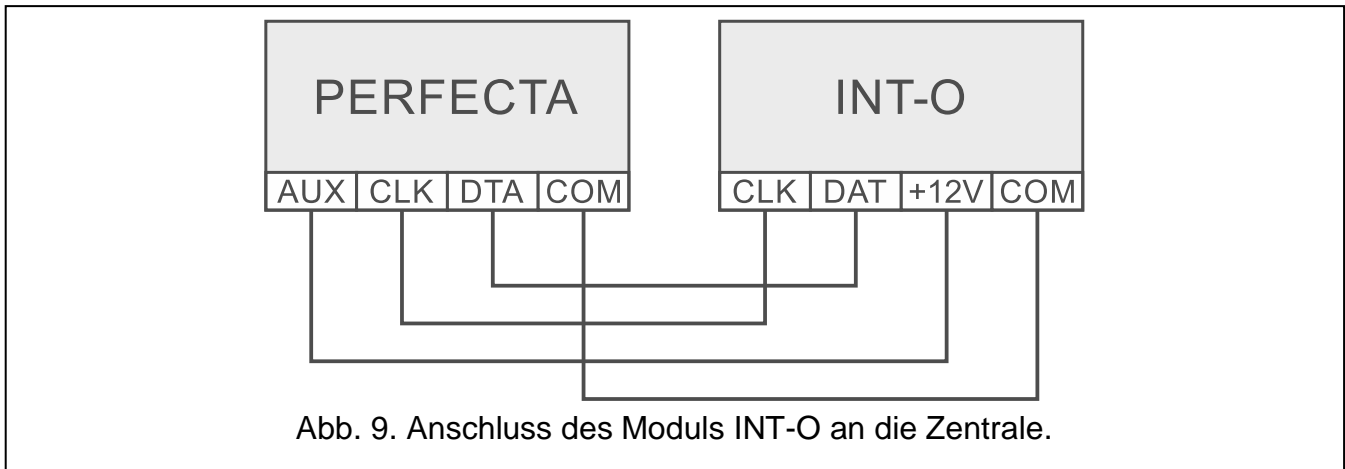 PERFECTA INT-O
AUX CLK DTA COM CLK DAT +12V COM
Abb. 9. Anschluss des Moduls INT-O an die Zentrale.